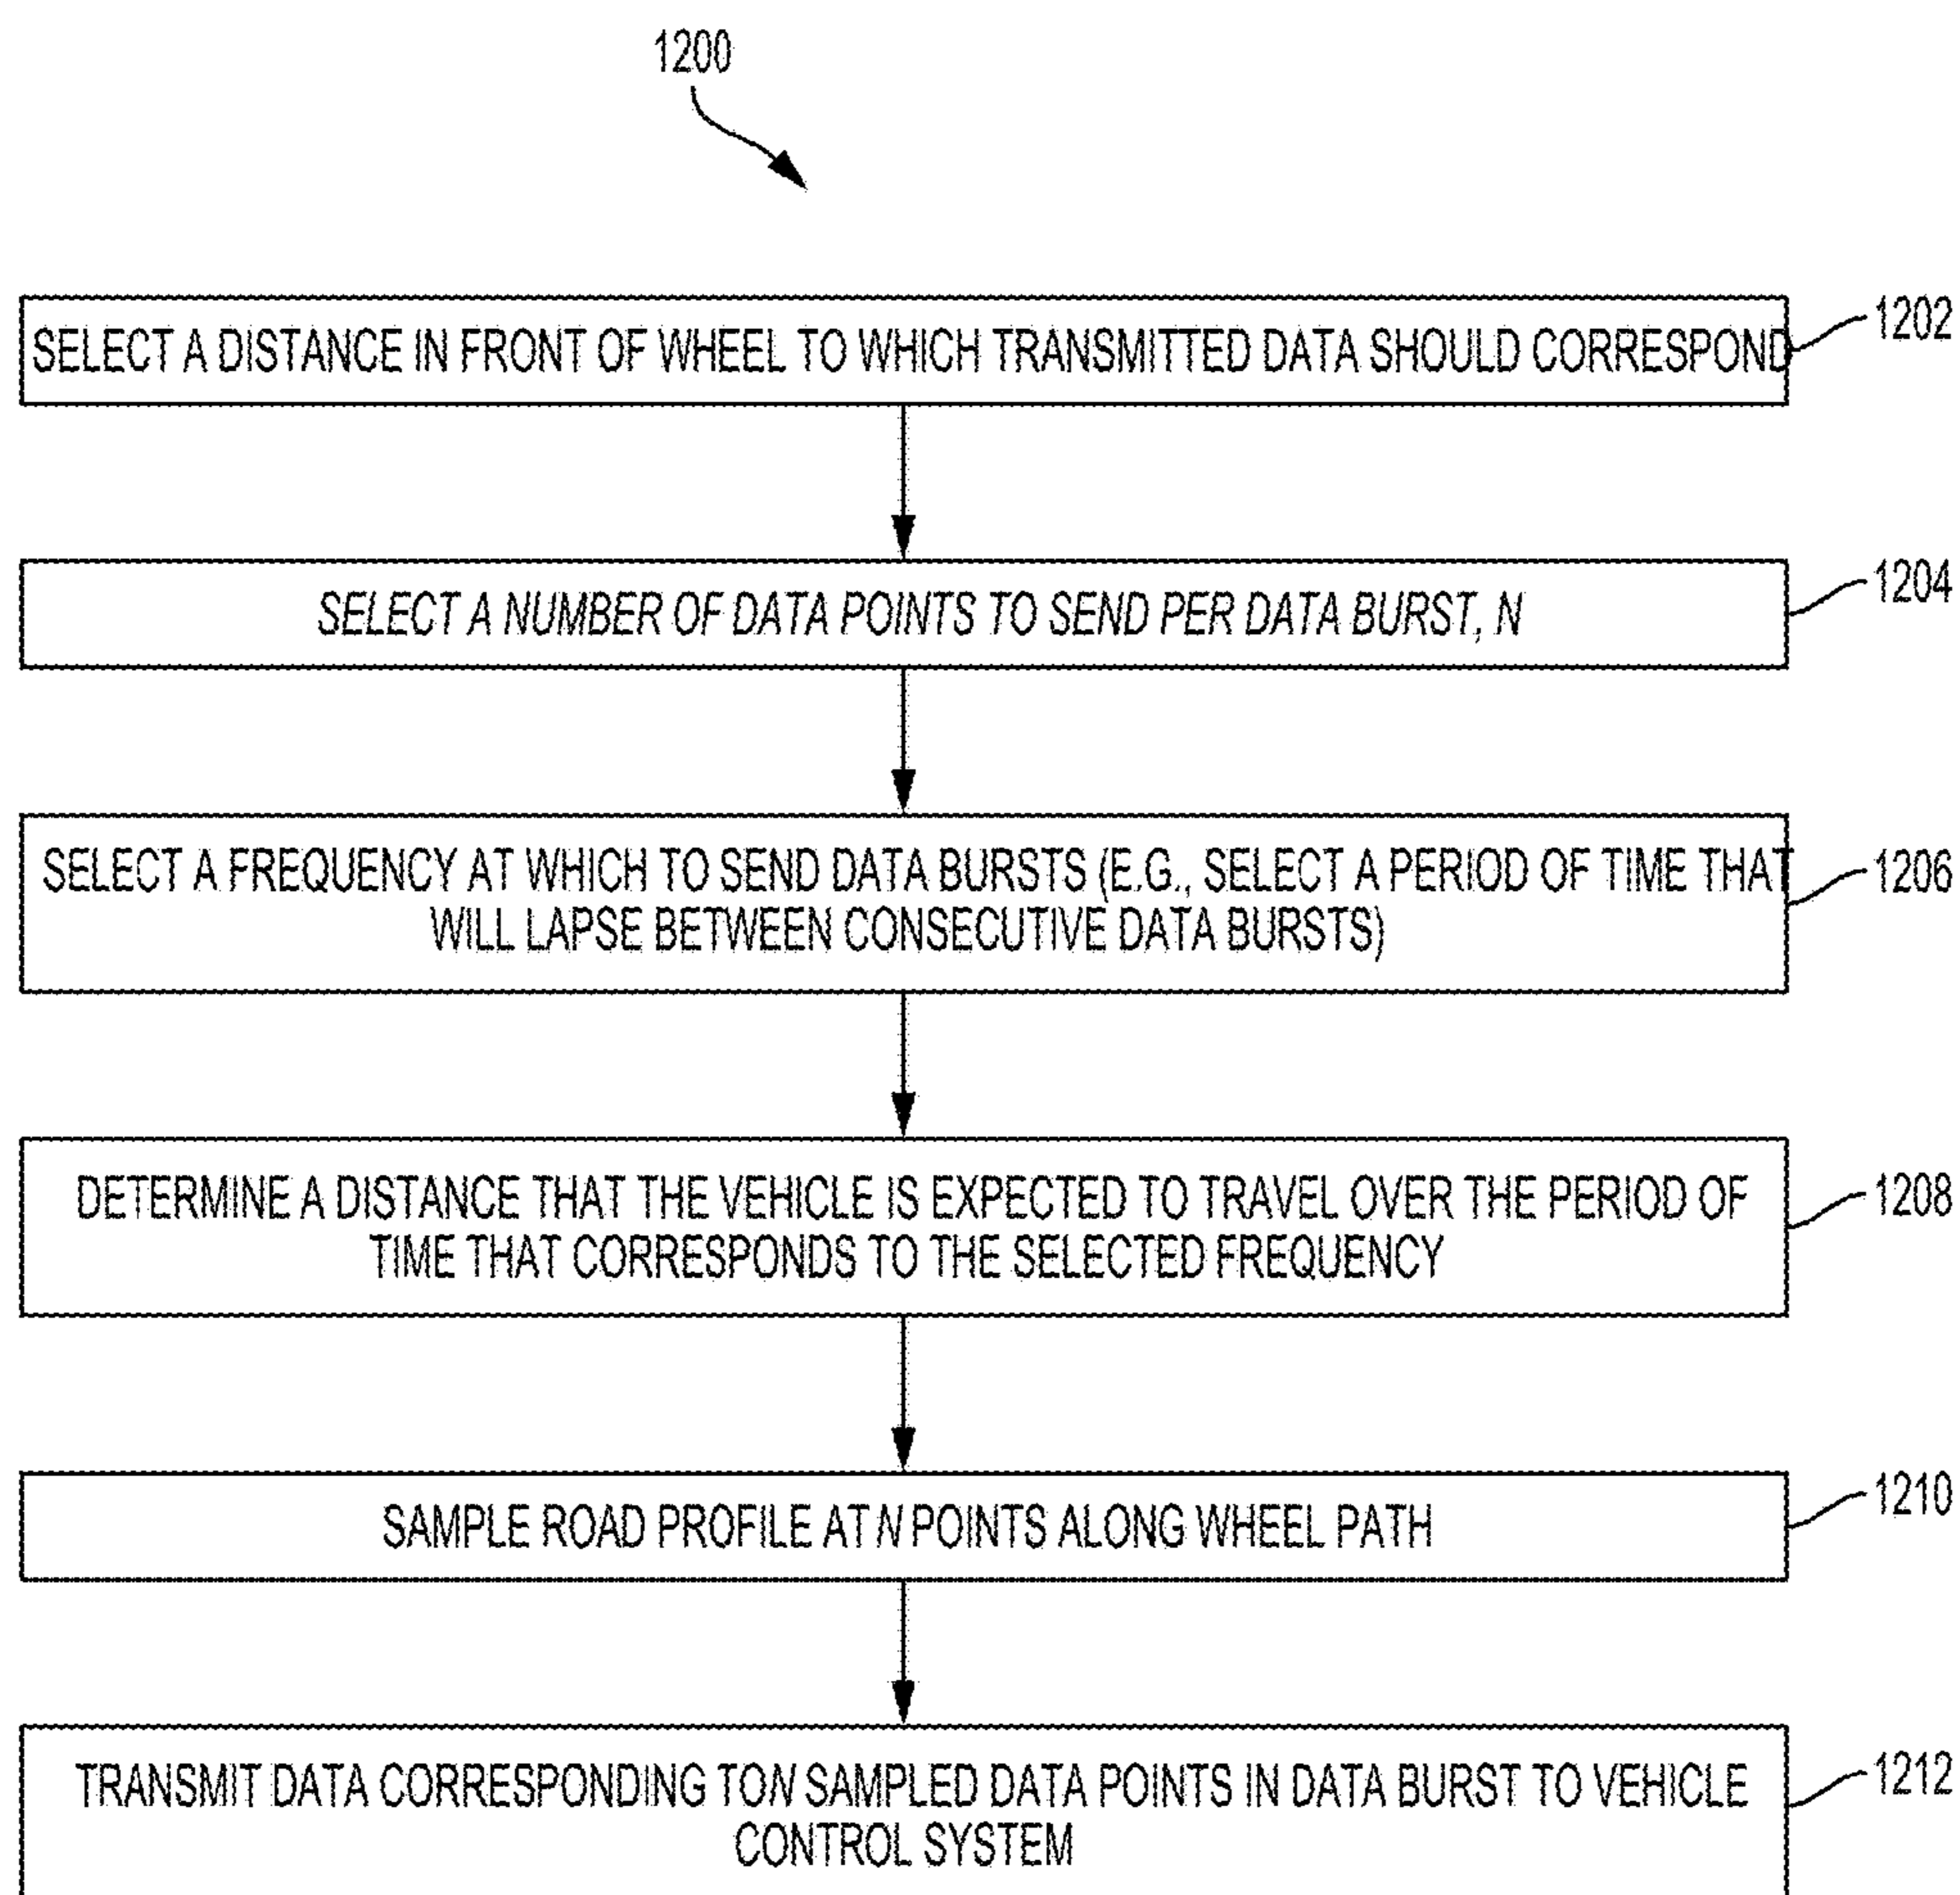 1200
SELECT A DISTANCE IN FRONT OF WHEEL TO WHICH TRANSMITTED DATA SHOULD CORRESPOND
1202
SELECT A NUMBER OF DATA POINTS TO SEND PER DATA BURST, N
1204
SELECT A FREQUENCY AT WHICH TO SEND DATA BURSTS (E.G., SELECT A PERIOD OF TIME THAT
WILL LAPSE BETWEEN CONSECUTIVE DATA BURSTS)
1206
DETERMINE A DISTANCE THAT THE VEHICLE IS EXPECTED TO TRAVEL OVER THE PERIOD OF
TIME THAT CORRESPONDS TO THE SELECTED FREQUENCY
1208
SAMPLE ROAD PROFILE AT N POINTS ALONG WHEEL PATH
1210
TRANSMIT DATA CORRESPONDING TO N SAMPLED DATA POINTS IN DATA BURST TO VEHICLE
CONTROL SYSTEM
1212